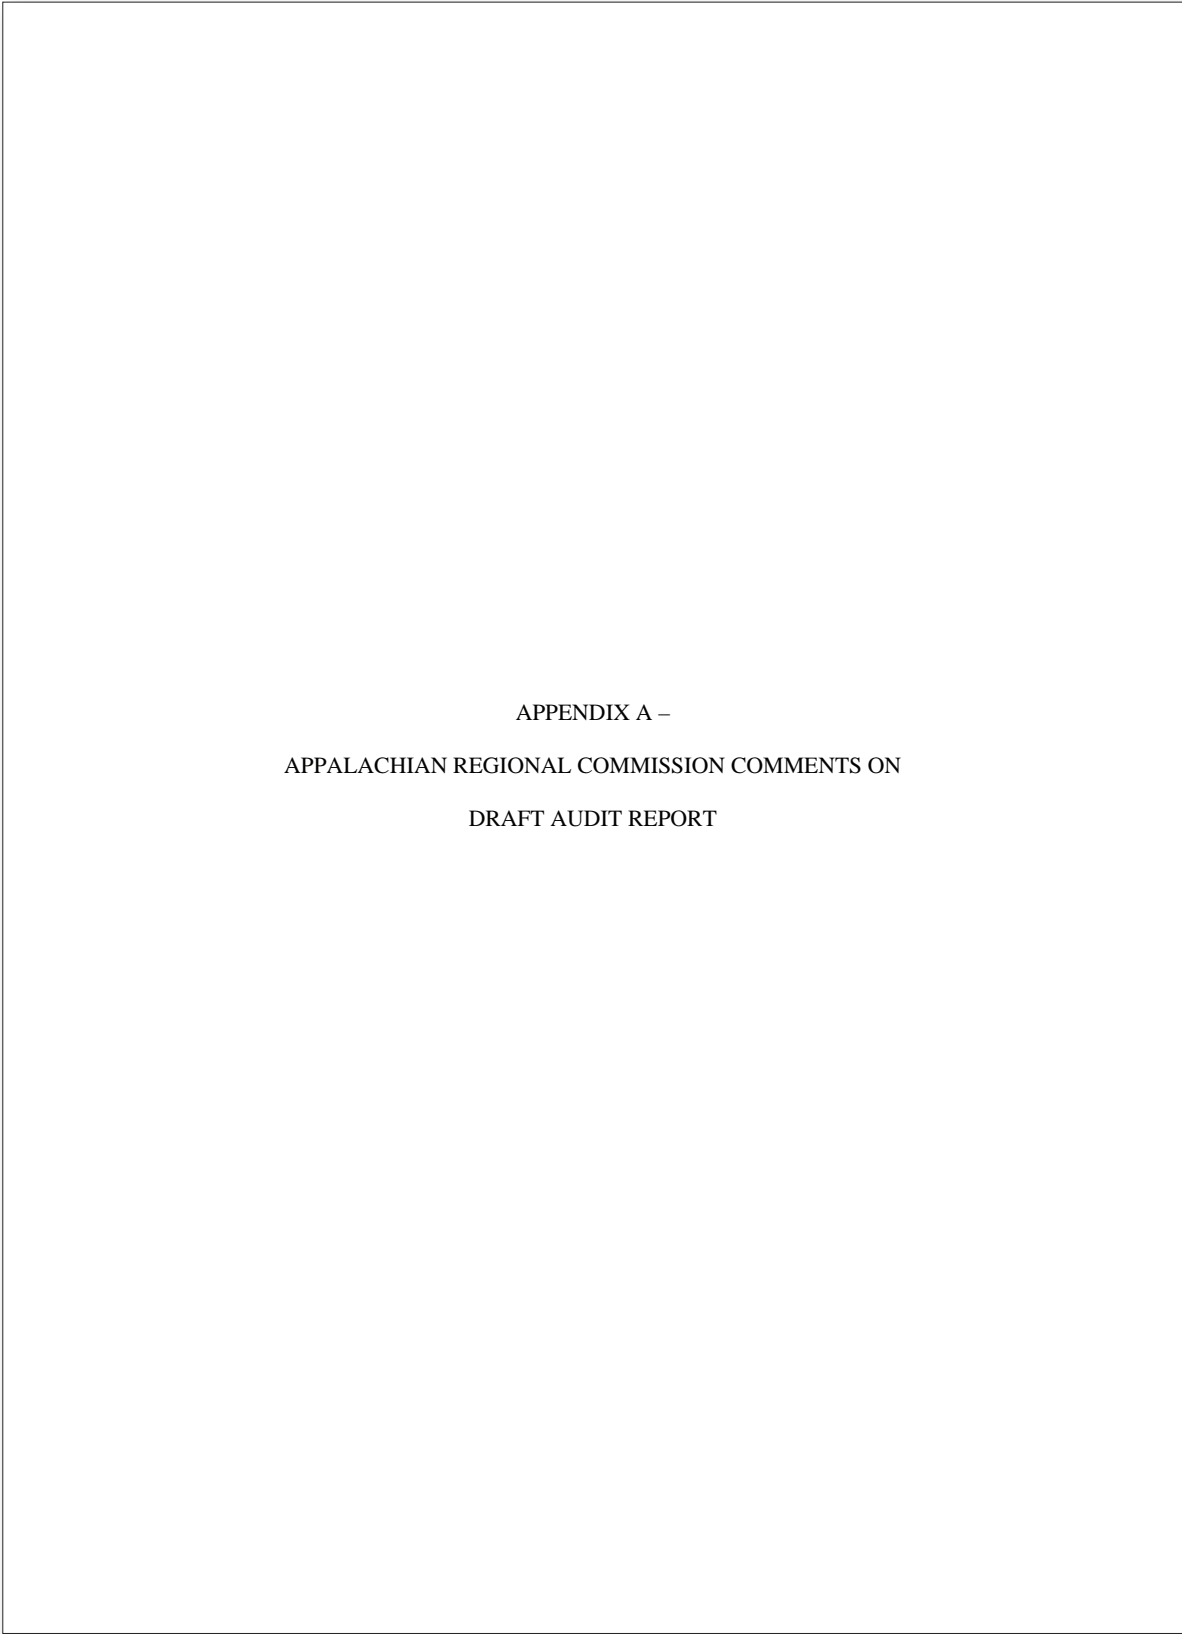 APPENDIX A –
APPALACHIAN REGIONAL COMMISSION COMMENTS ON
DRAFT AUDIT REPORT